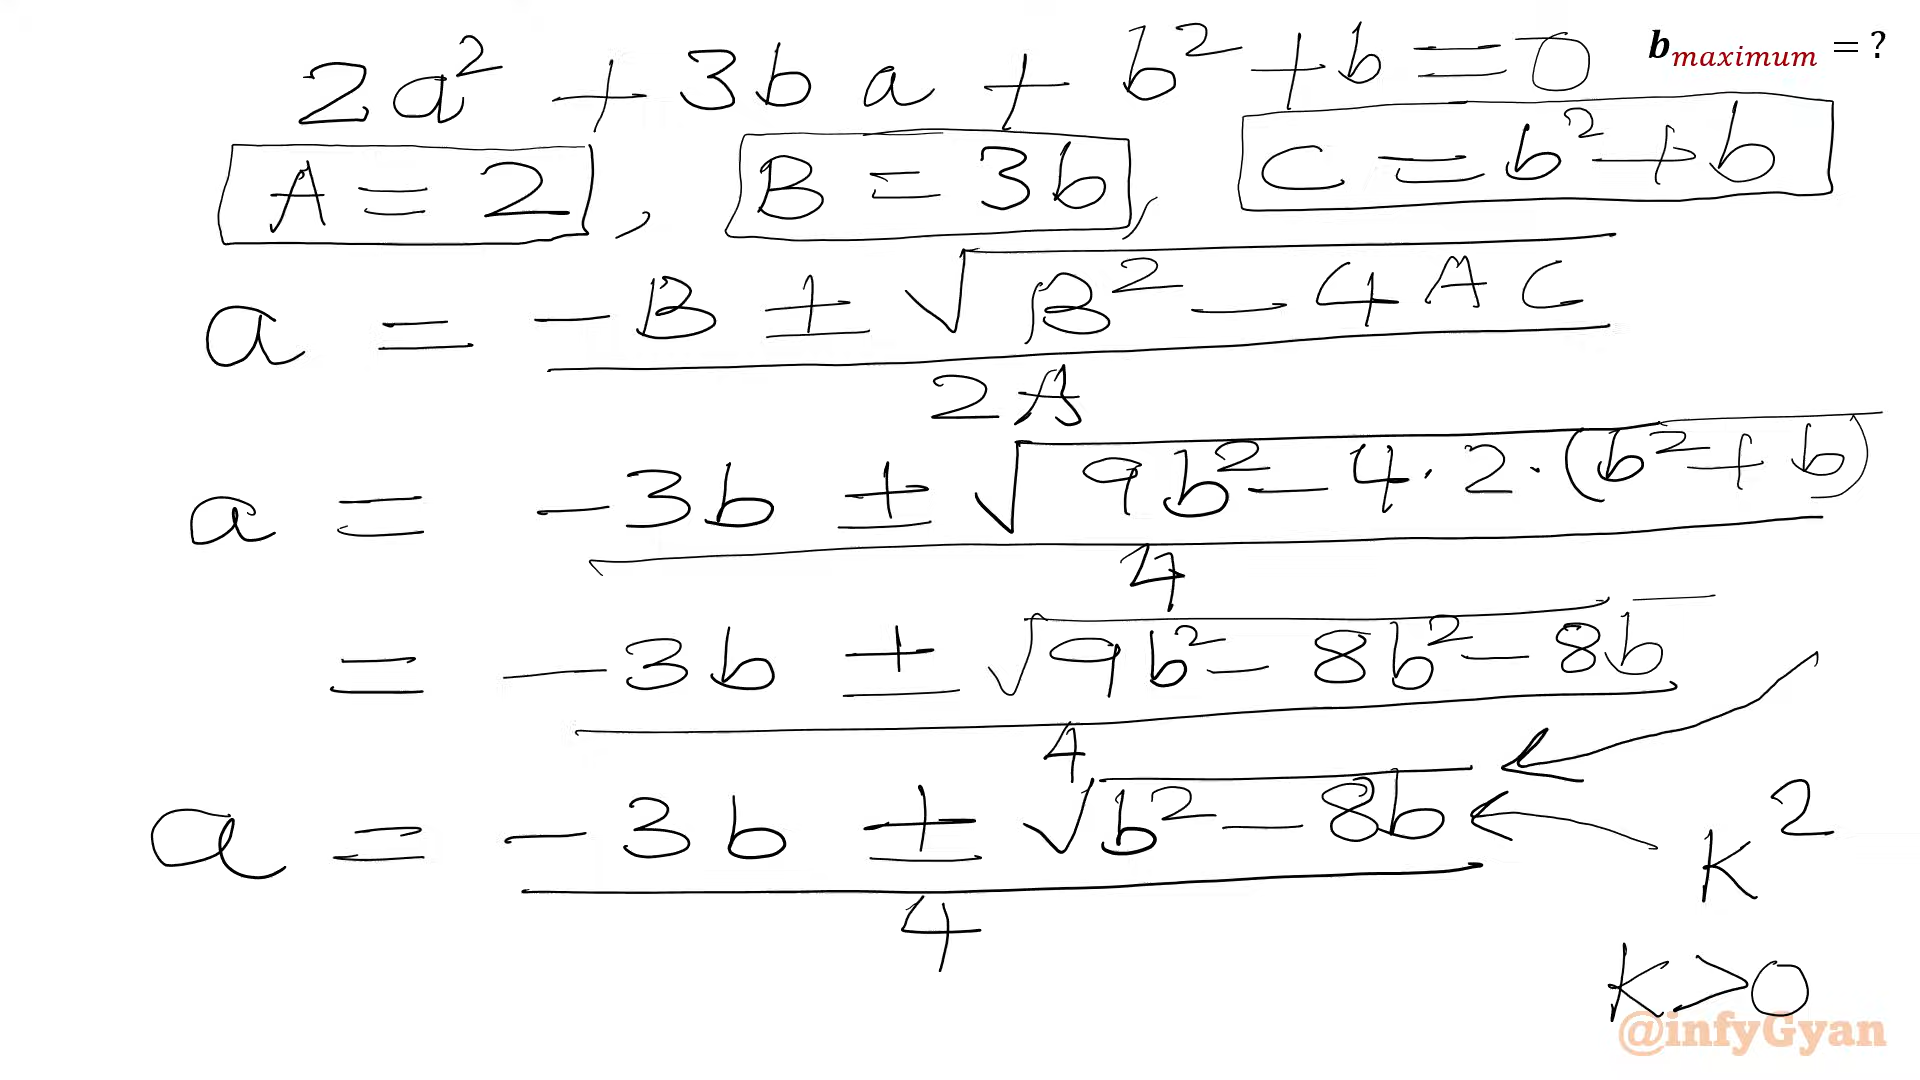 2a² + 3b a + b² + b = 0
b_maximum = ?
A = 2 , B = 3b , C = b² + b
a = (-B ± √(B² - 4AC)) / 2A
a = (-3b ± √(9b² - 4·2·(b² + b))) / 4
= (-3b ± √(9b² - 8b² - 8b)) / 4
a = (-3b ± √(b² - 8b)) / 4
K²
K > 0
@infyGyan